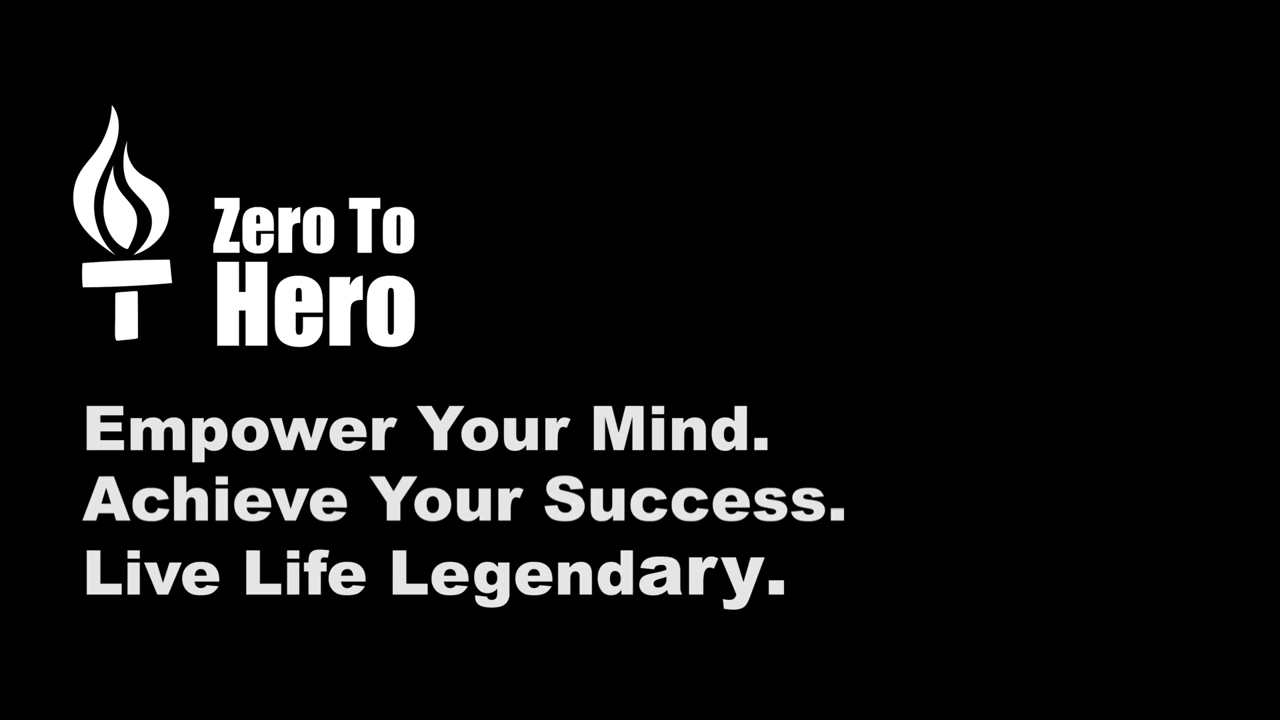 Zero To
Hero
Empower Your Mind.
Achieve Your Success.
Live Life Legendary.